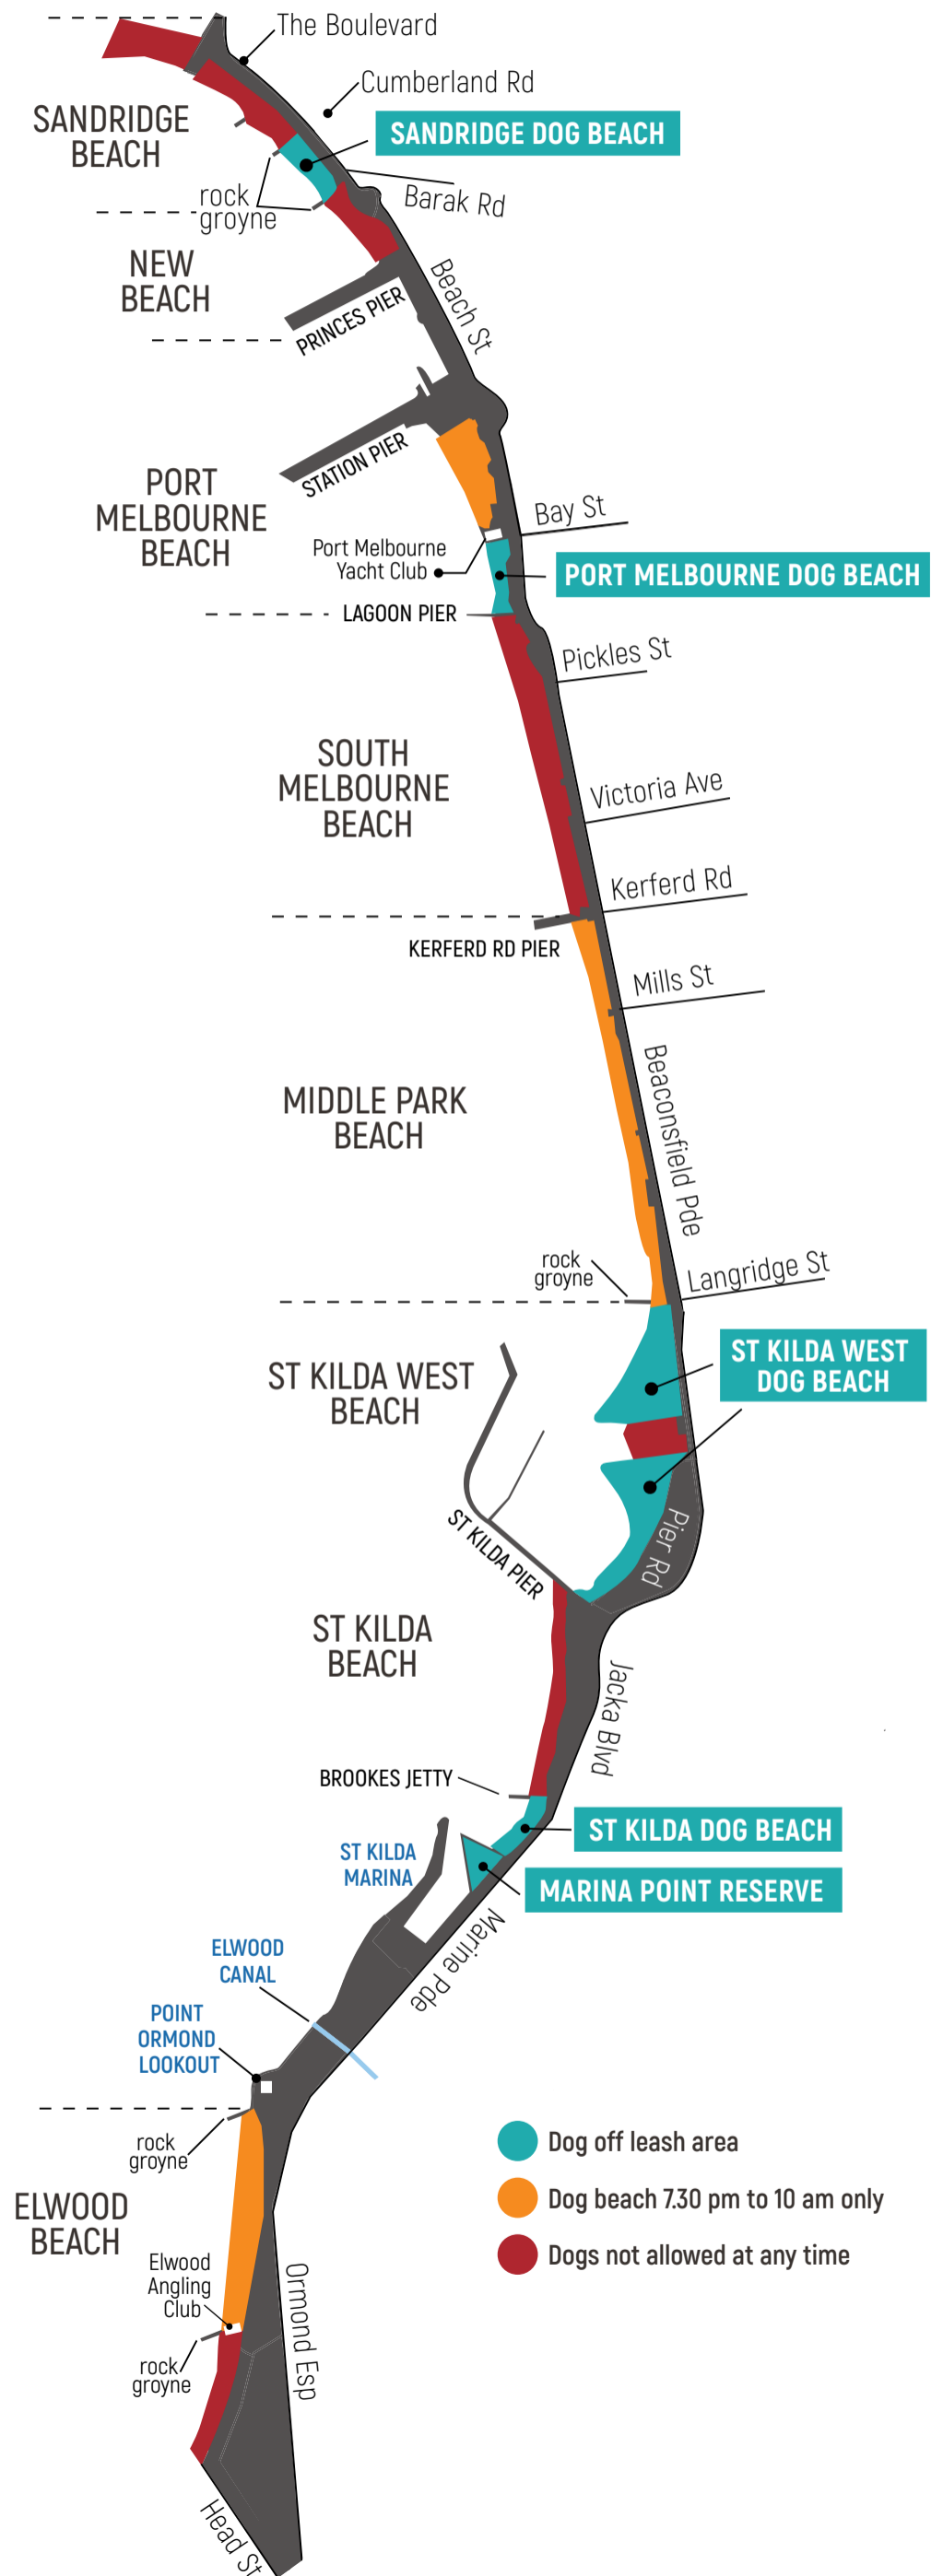 The Boulevard
Cumberland Rd
SANDRIDGE
BEACH
SANDRIDGE DOG BEACH
rock
groyne
Barak Rd
NEW
BEACH
Beach St
PRINCES PIER
STATION PIER
PORT
MELBOURNE
BEACH
Bay St
Port Melbourne
Yacht Club
PORT MELBOURNE DOG BEACH
LAGOON PIER
Pickles St
SOUTH
MELBOURNE
BEACH
Victoria Ave
Kerferd Rd
KERFERD RD PIER
Mills St
MIDDLE PARK
BEACH
Beaconsfield Pde
rock
groyne
Langridge St
ST KILDA WEST
DOG BEACH
ST KILDA WEST
BEACH
ST KILDA PIER
Pier Rd
ST KILDA
BEACH
Jacka Blvd
BROOKES JETTY
ST KILDA DOG BEACH
ST KILDA
MARINA
MARINA POINT RESERVE
Marine Pde
ELWOOD
CANAL
POINT
ORMOND
LOOKOUT
rock
groyne
Dog off leash area
Dog beach 7.30 pm to 10 am only
Dogs not allowed at any time
ELWOOD
BEACH
Elwood
Angling
Club
Ormond Esp
rock
groyne
Head St